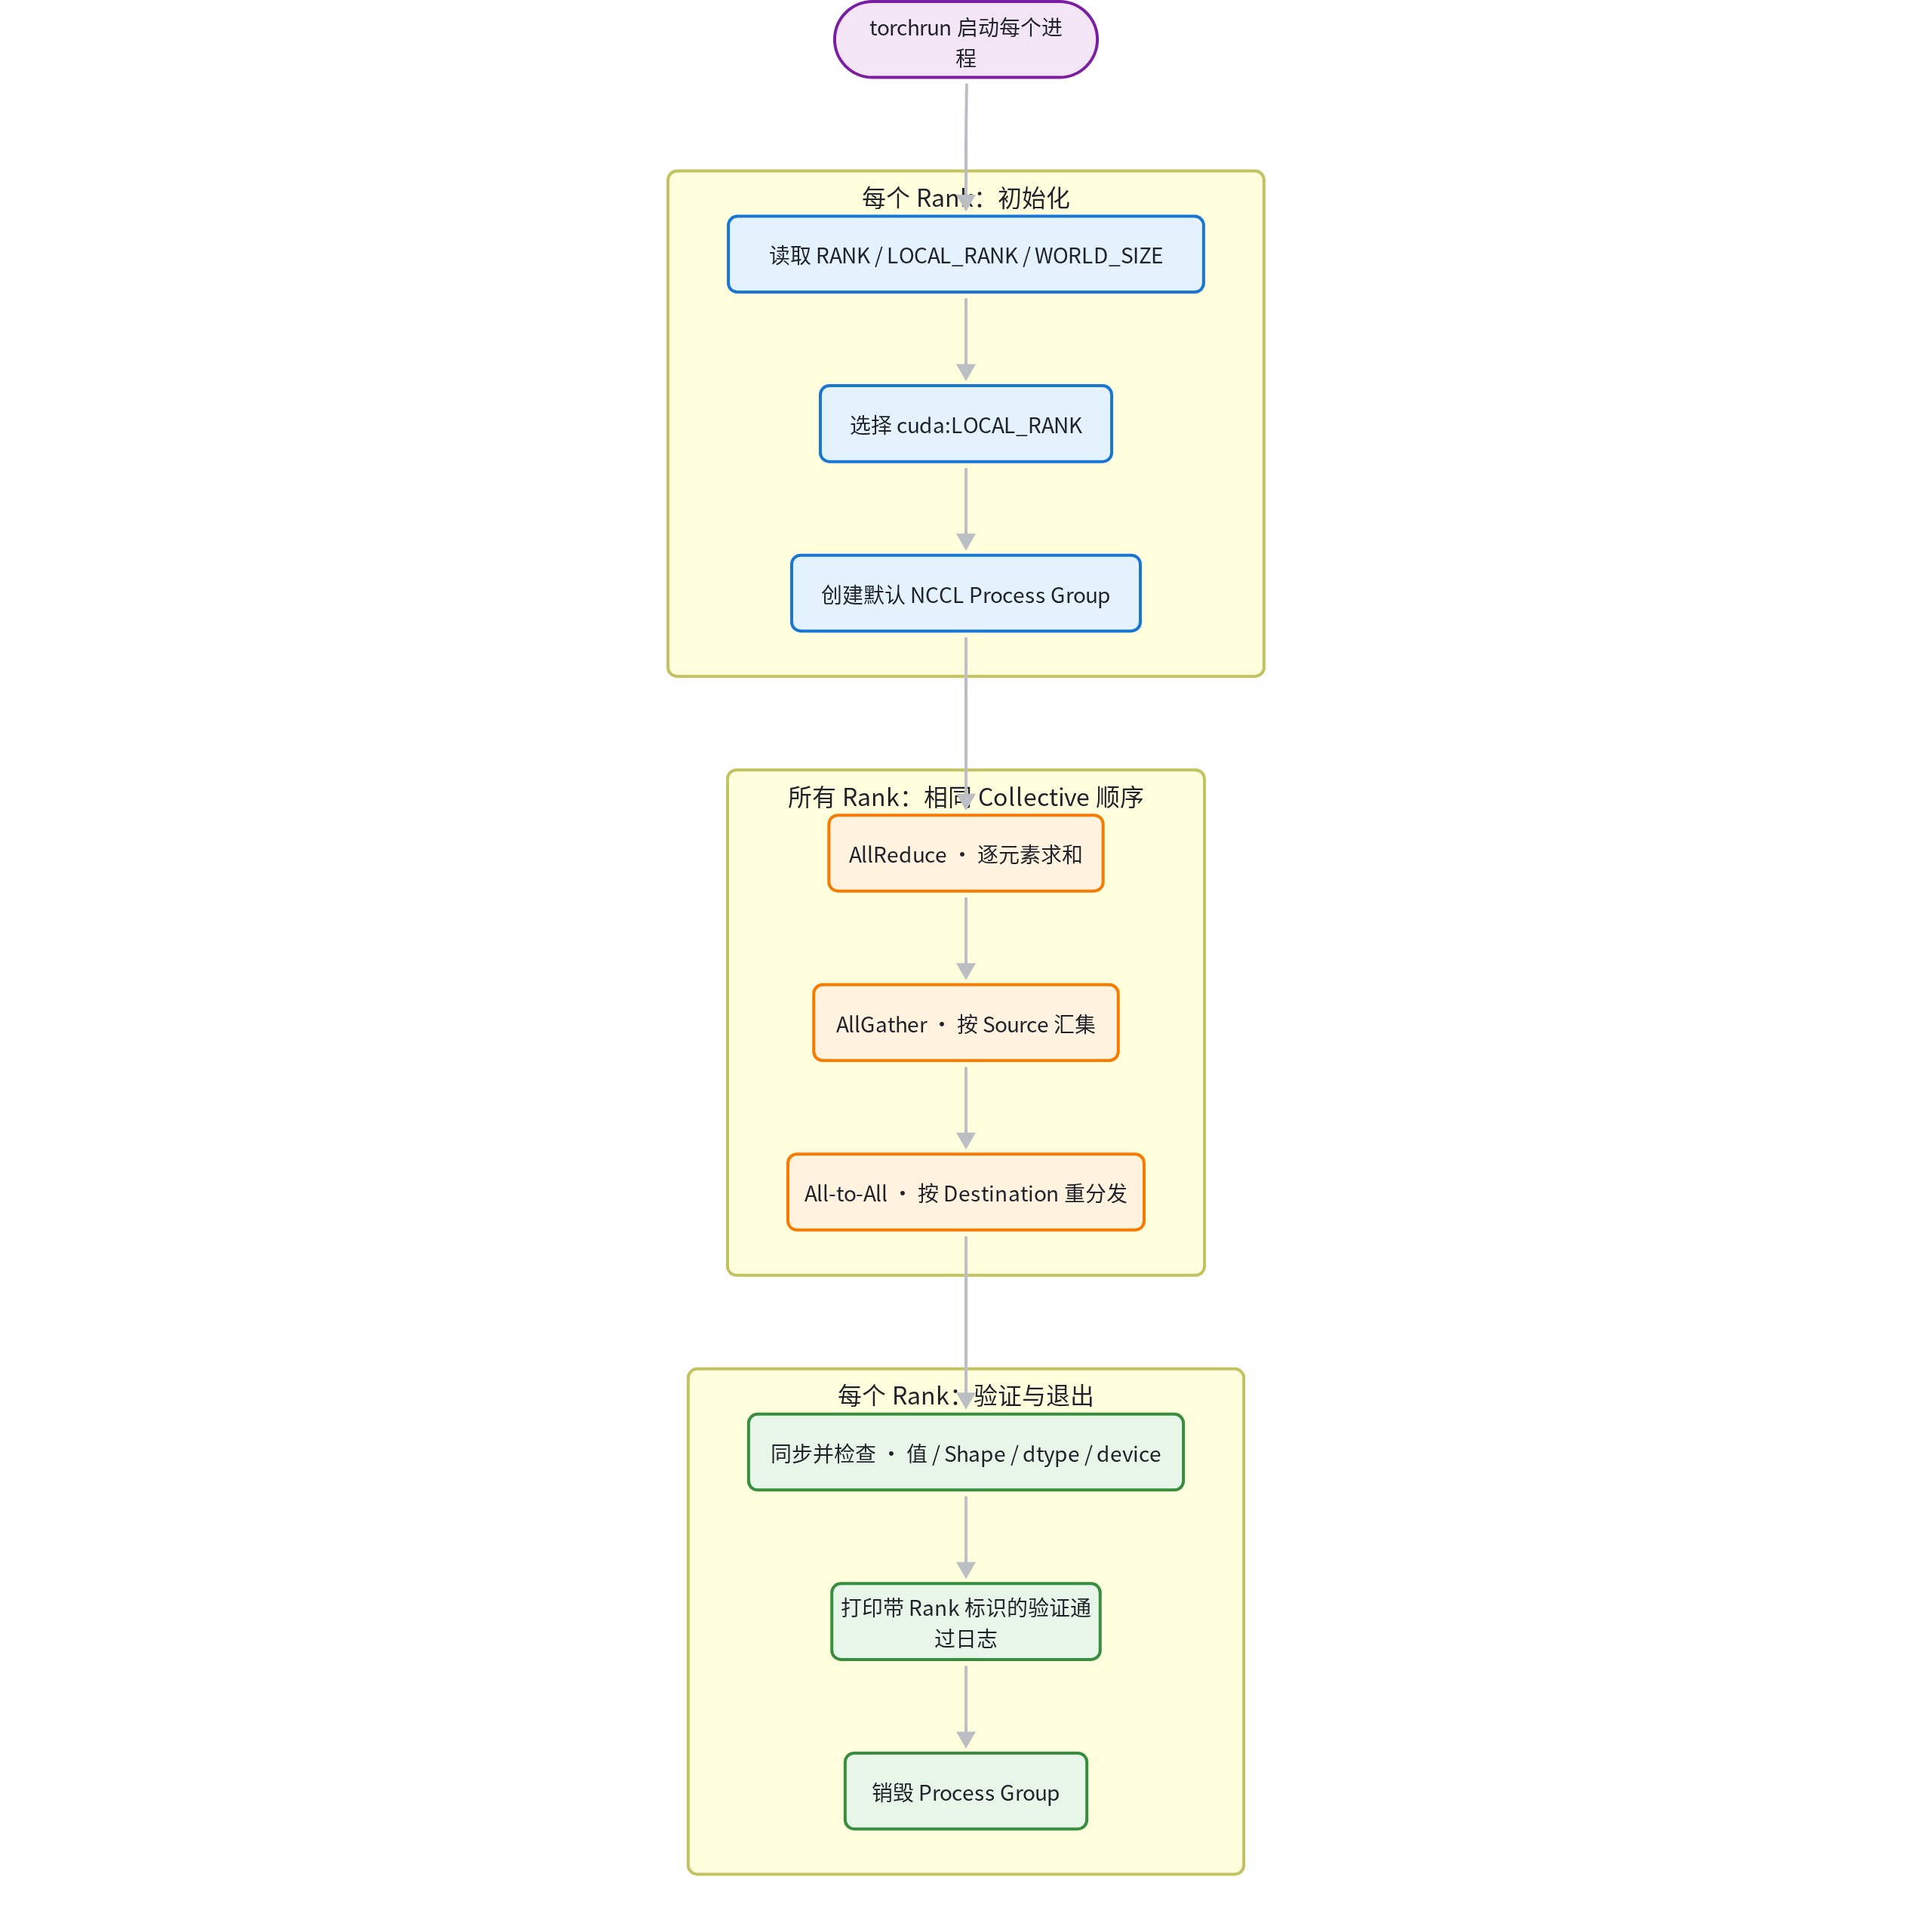 torchrun 启动每个进
程
每个 Rank：初始化
读取 RANK / LOCAL_RANK / WORLD_SIZE
选择 cuda:LOCAL_RANK
创建默认 NCCL Process Group
所有 Rank：相同 Collective 顺序
AllReduce · 逐元素求和
AllGather · 按 Source 汇集
All-to-All · 按 Destination 重分发
每个 Rank：验证与退出
同步并检查 · 值 / Shape / dtype / device
打印带 Rank 标识的验证通
过日志
销毁 Process Group